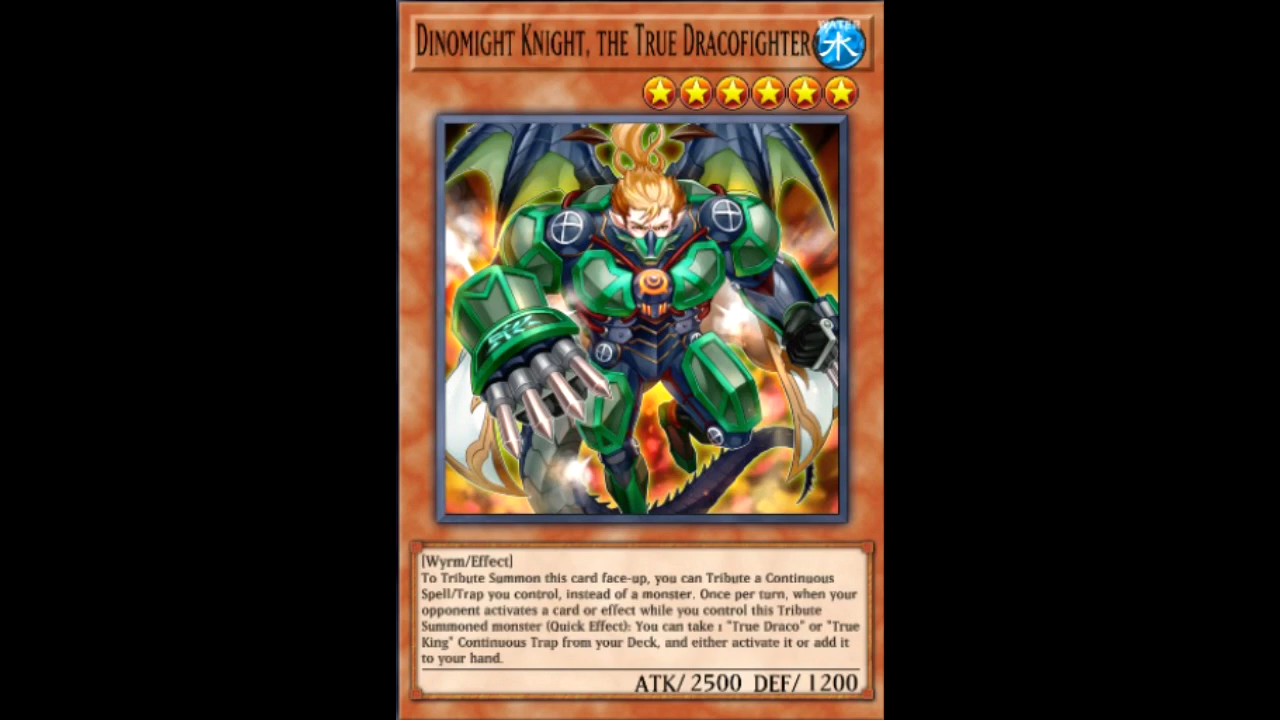 DINOMIGHT KNIGHT, THE TRUE DRACOFIGHTER
WATER
水
[Wyrm/Effect]
To Tribute Summon this card face-up, you can Tribute a Continuous
Spell/Trap you control, instead of a monster. Once per turn, when your
opponent activates a card or effect while you control this Tribute
Summoned monster (Quick Effect): You can take 1 "True Draco" or "True
King" Continuous Trap from your Deck, and either activate it or add it
to your hand.
ATK/2500 DEF/1200